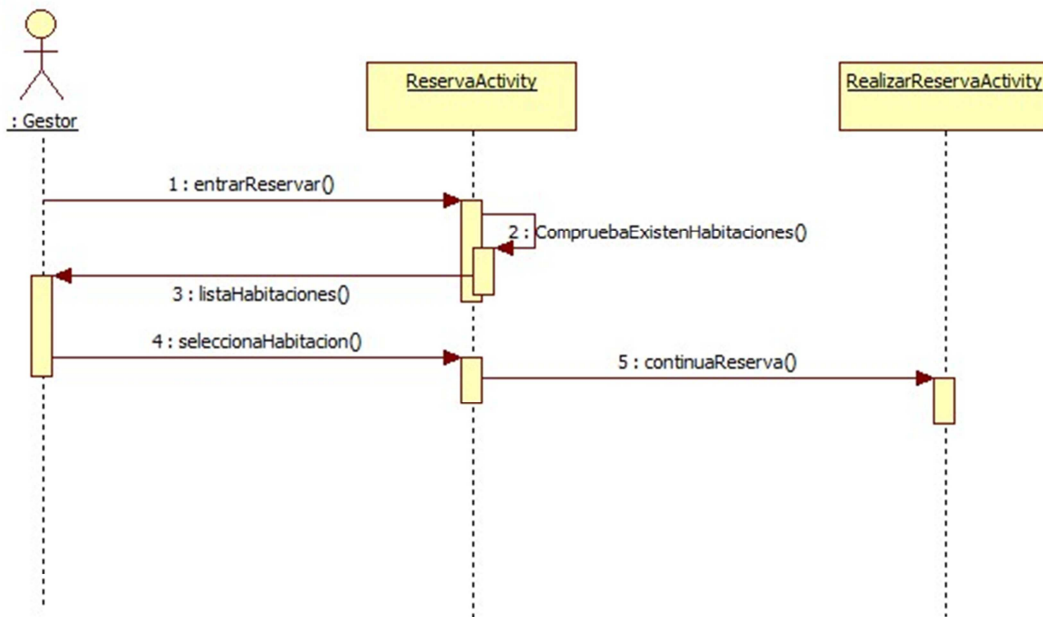 : Gestor
ReservaActivity
RealizarReservaActivity
1 : entrarReservar()
2 : CompruebaExistenHabitaciones()
3 : listaHabitaciones()
4 : seleccionaHabitacion()
5 : continuaReserva()